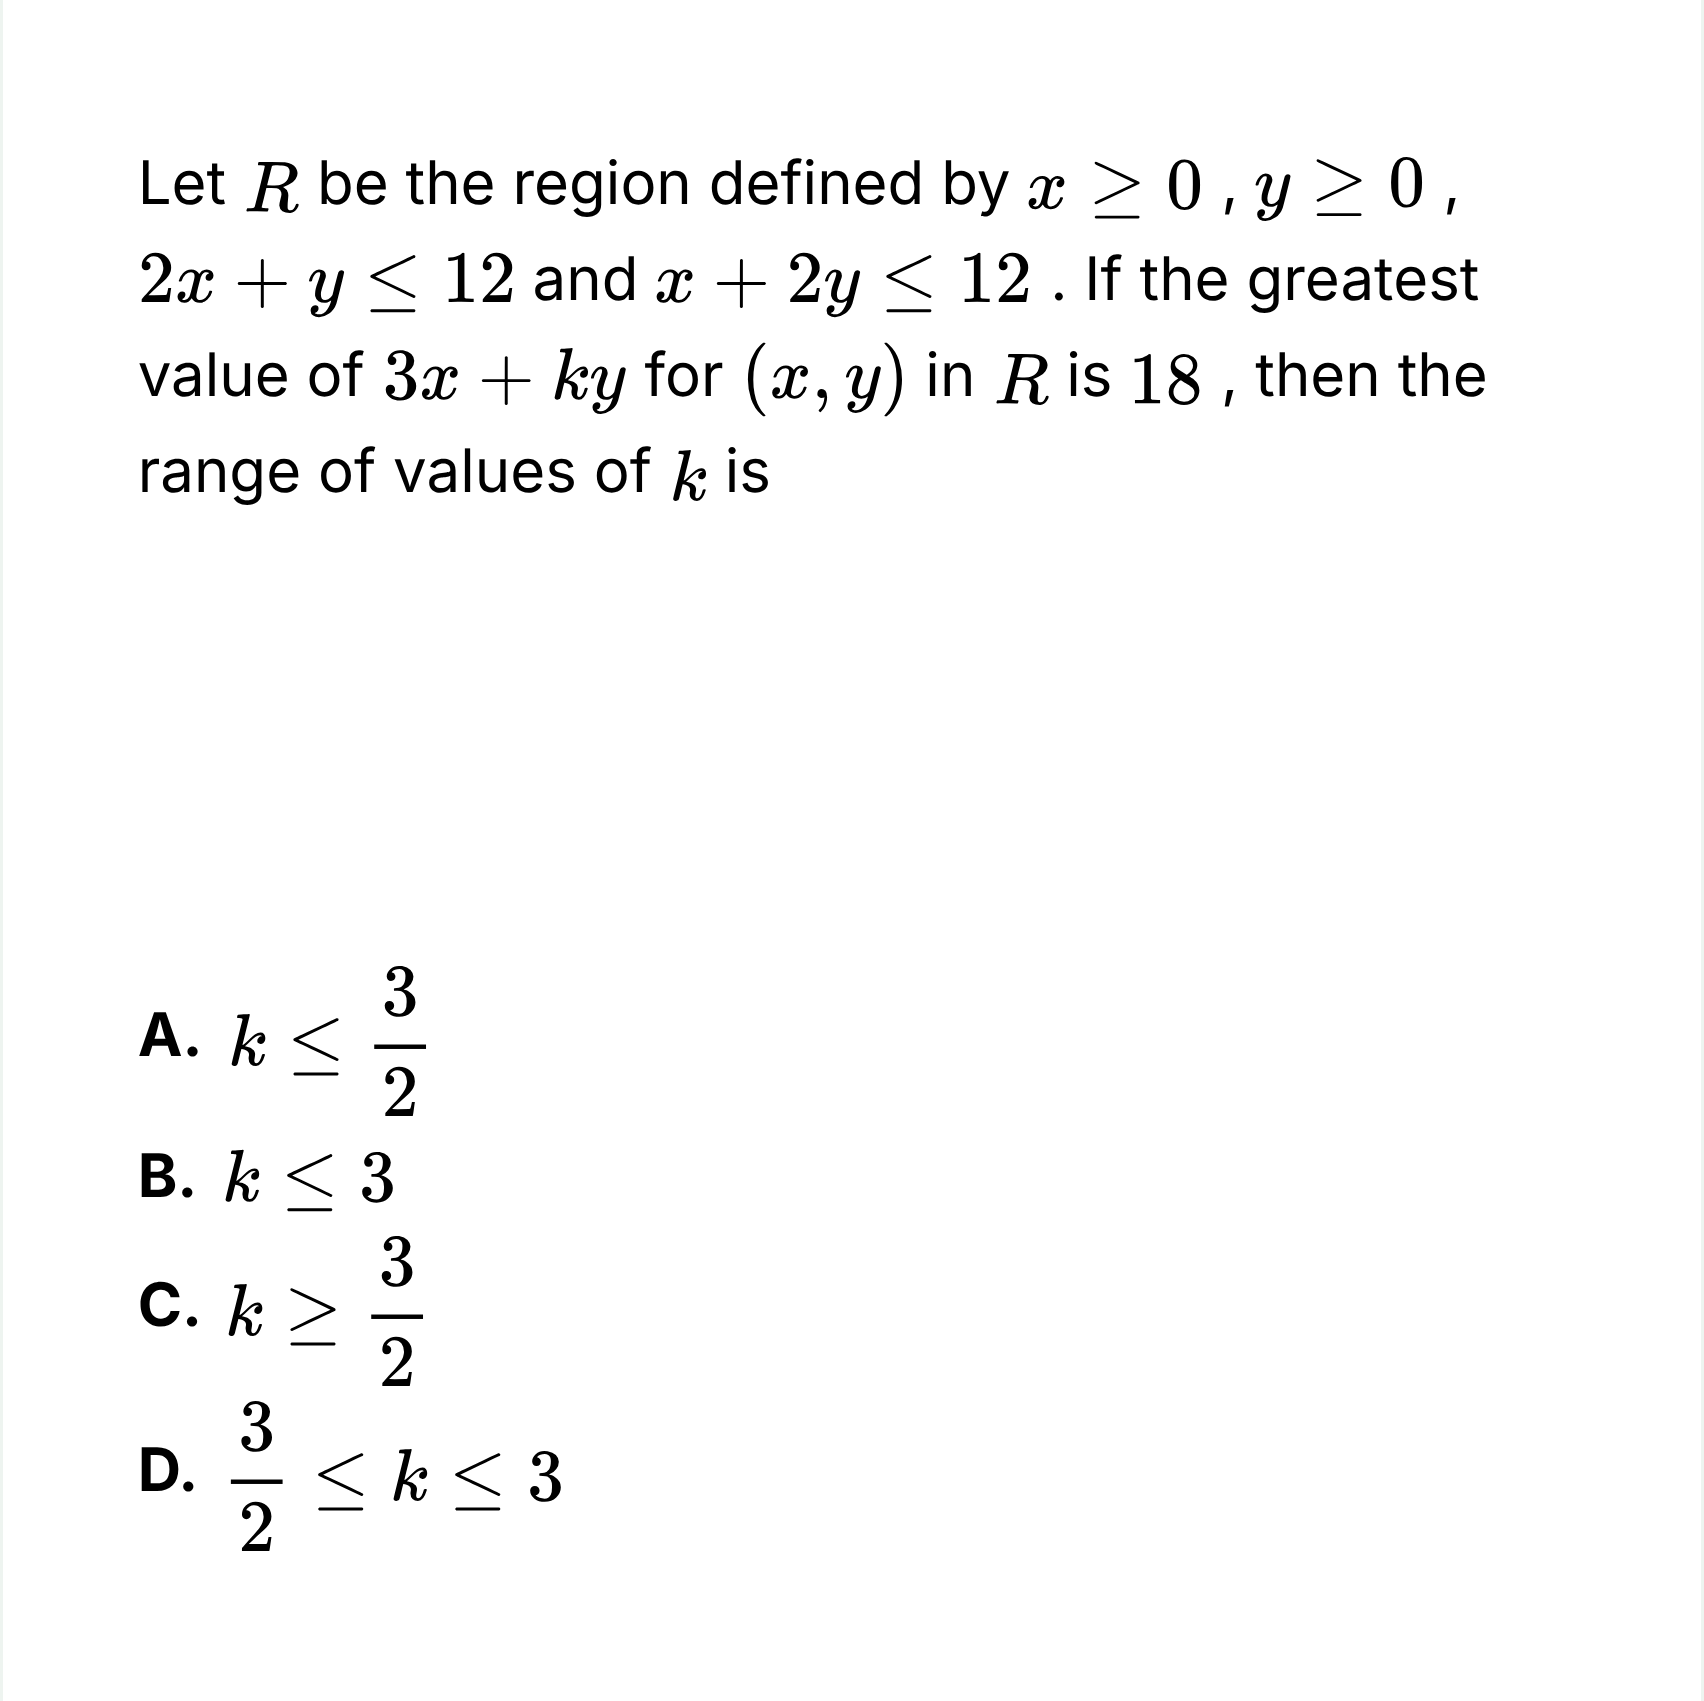 Let R be the region defined by x ≥ 0 , y ≥ 0 ,
2x + y ≤ 12 and x + 2y ≤ 12 . If the greatest
value of 3x + ky for (x, y) in R is 18 , then the
range of values of k is
A. k ≤ 3/2
B. k ≤ 3
C. k ≥ 3/2
D. 3/2 ≤ k ≤ 3